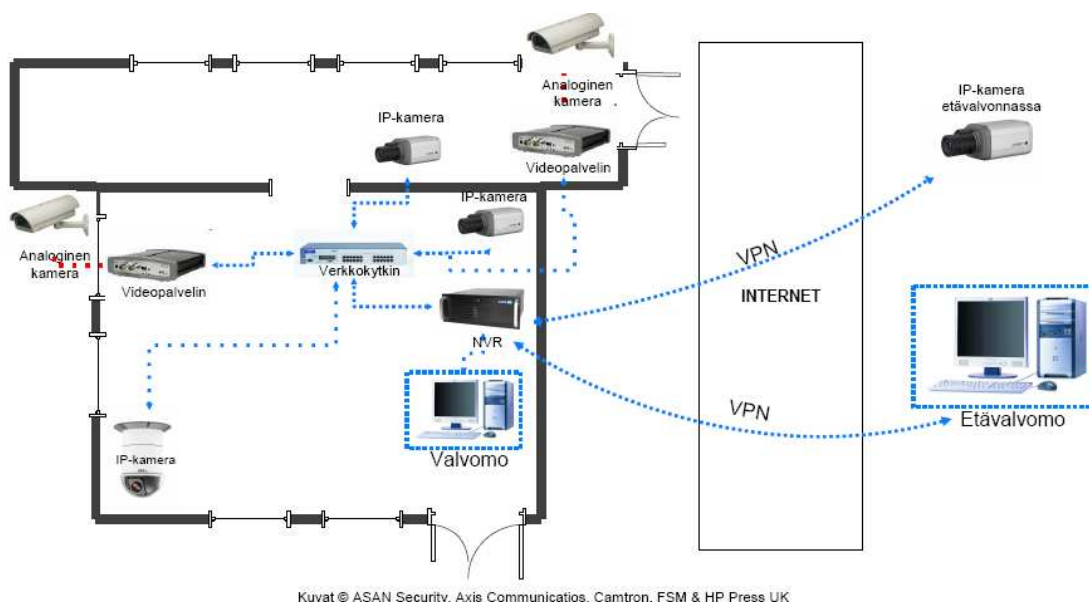 Analoginen
kamera
IP-kamera
Videopalvelin
IP-kamera
etävalvonnassa
IP-kamera
Analoginen
kamera
Videopalvelin
Verkkokytkin
VPN
INTERNET
NVR
VPN
Valvomo
Etävalvomo
IP-kamera
Kuvat © ASAN Security, Axis Communicatios, Camtron, FSM & HP Press UK